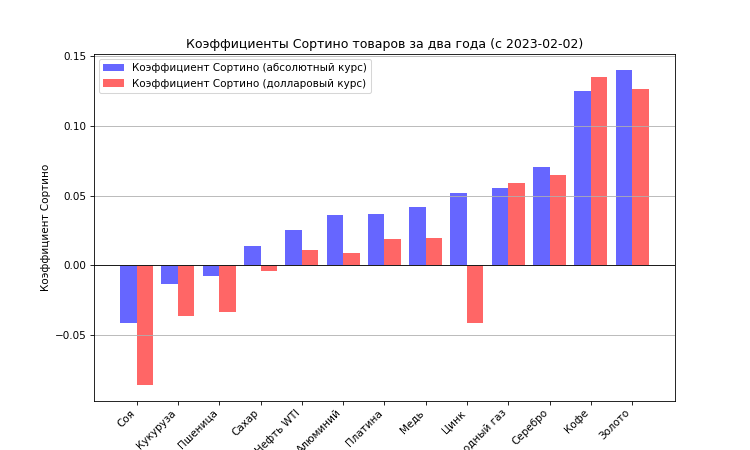 Коэффициенты Сортино товаров за два года (с 2023-02-02)
Коэффициент Сортино (абсолютный курс)
Коэффициент Сортино (долларовый курс)
Коэффициент Сортино
0.15
0.10
0.05
0.00
−0.05
Соя
Кукуруза
Пшеница
Сахар
Нефть WTI
Алюминий
Платина
Медь
Цинк
газ
Серебро
Кофе
Золото